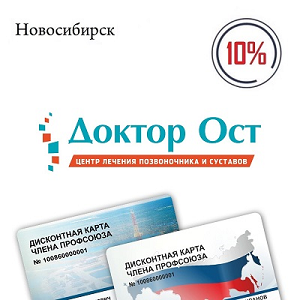 Новосибирск
10%
Доктор Ост
ЦЕНТР ЛЕЧЕНИЯ ПОЗВОНОЧНИКА И СУСТАВОВ
ДИСКОНТНАЯ КАРТА
ЧЛЕНА ПРОФСОЮЗА
№ 100860000001
ДИСКОНТНАЯ КАРТА
ЧЛЕНА ПРОФСОЮЗА
№ 100860000001